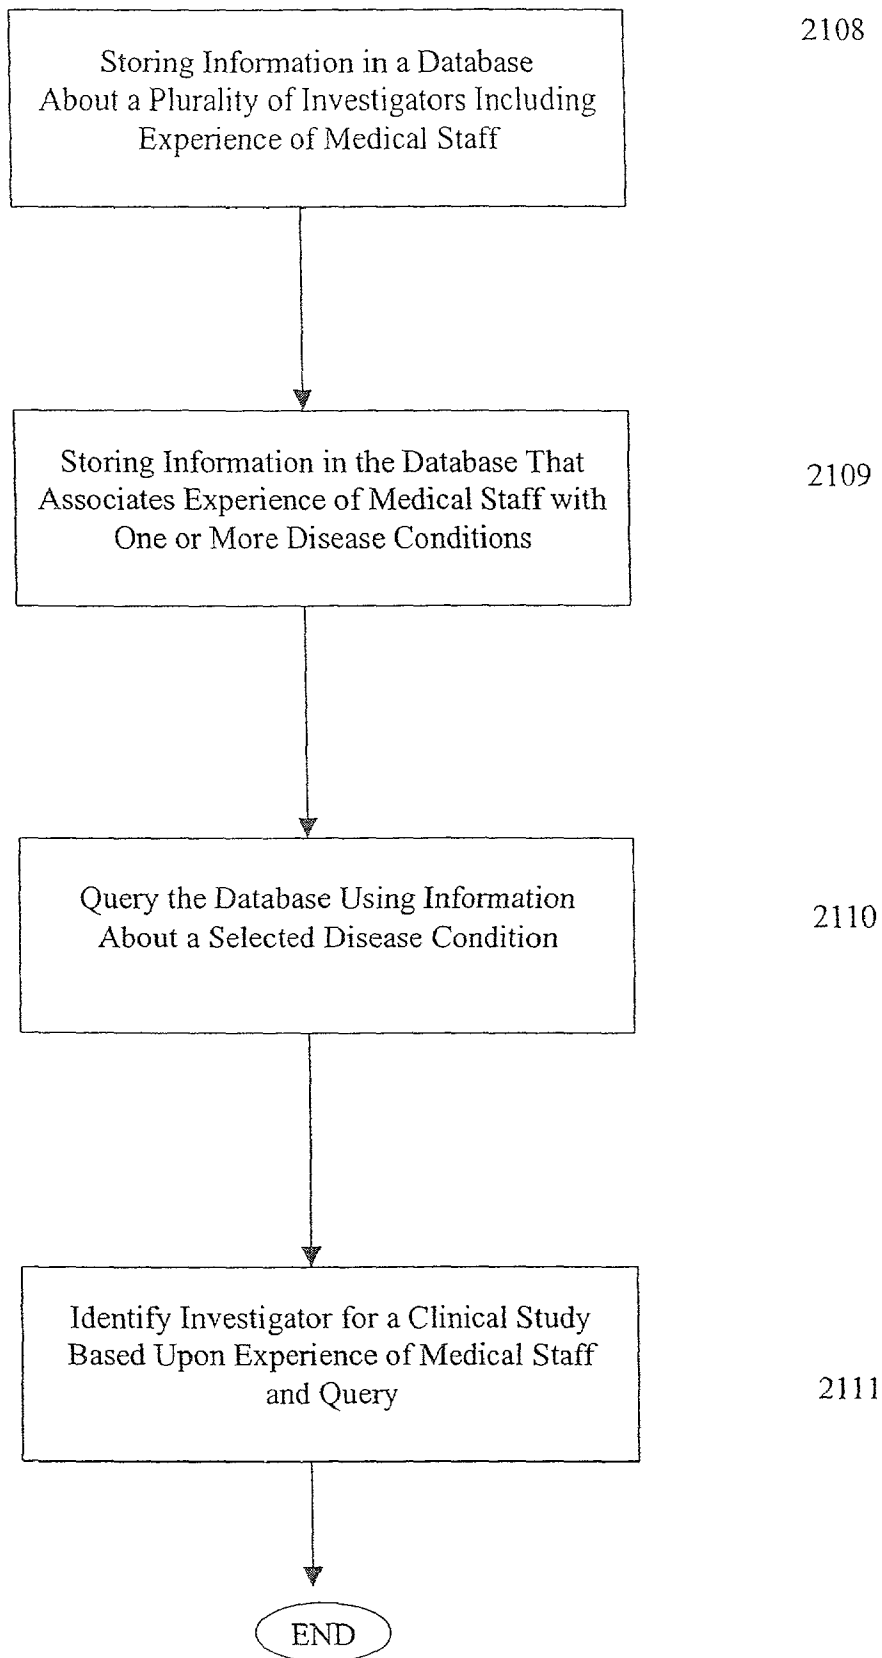 2108
Storing Information in a Database
About a Plurality of Investigators Including
Experience of Medical Staff
Storing Information in the Database That
Associates Experience of Medical Staff with
One or More Disease Conditions
2109
Query the Database Using Information
About a Selected Disease Condition
2110
Identify Investigator for a Clinical Study
Based Upon Experience of Medical Staff
and Query
2111
END